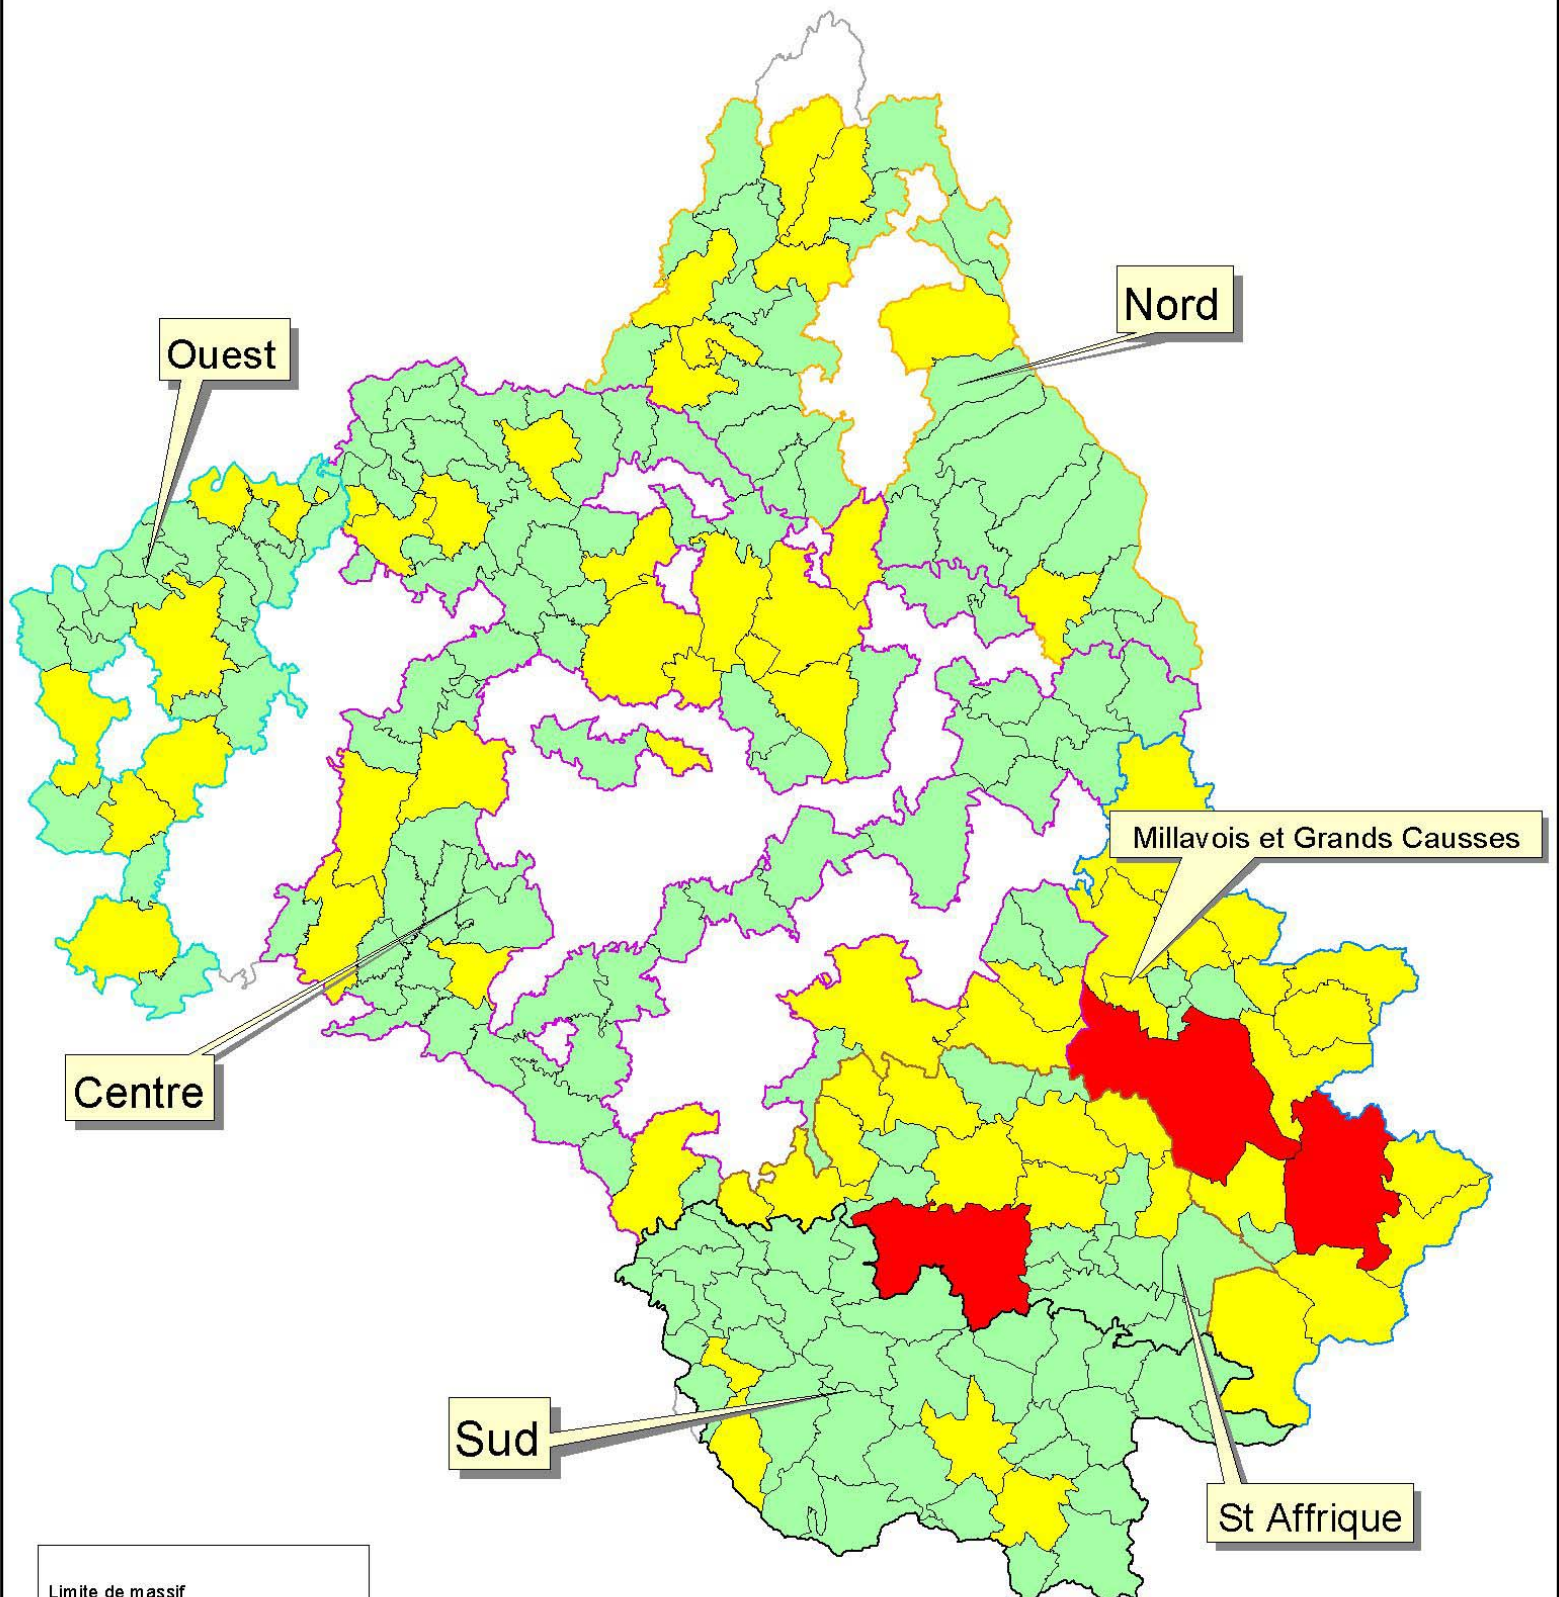 Nord
Ouest
Millavois et Grands Causses
Centre
Sud
St Affrique
Limite de massif